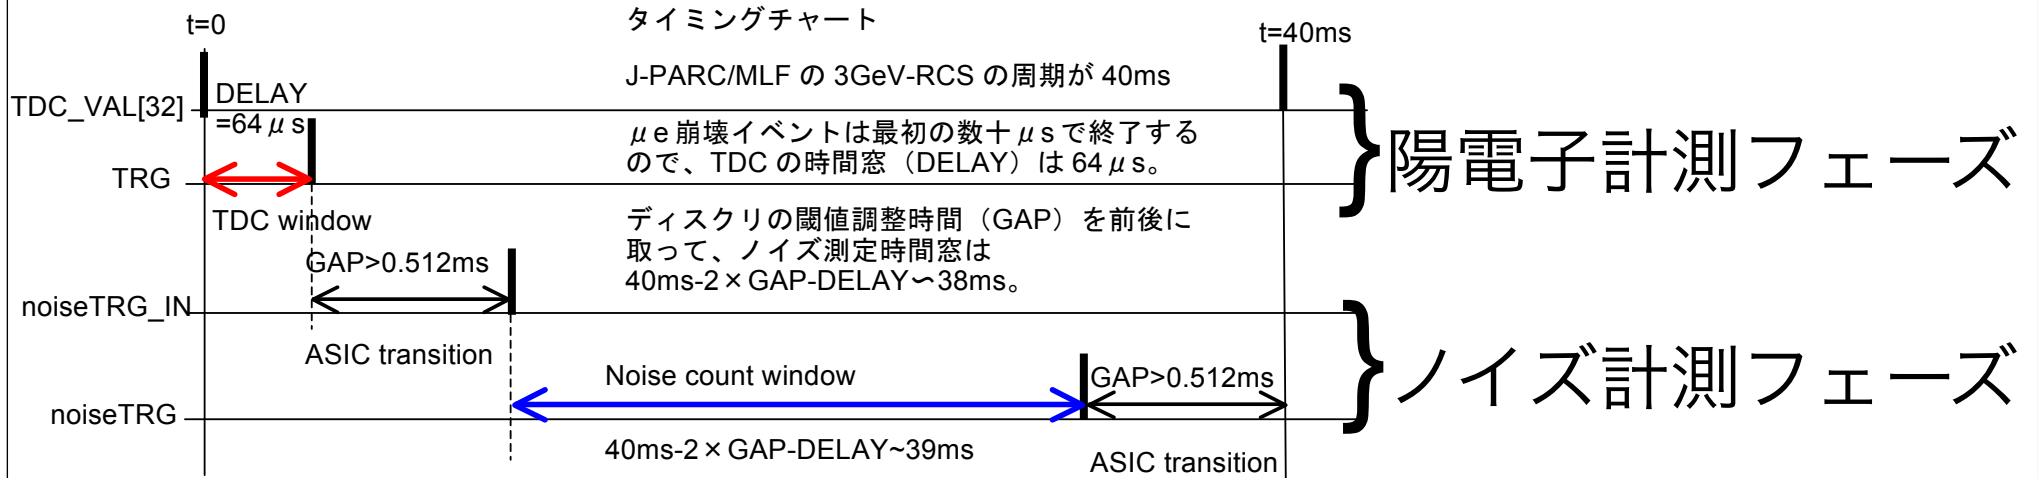 t=0
タイミングチャート
t=40ms
J-PARC/MLF の 3GeV-RCS の周期が 40ms
TDC_VAL[32]
DELAY
=64μs
μe崩壊イベントは最初の数十μsで終了する
ので、TDC の時間窓（DELAY）は 64μs。
陽電子計測フェーズ
TRG
TDC window
ディスクリの閾値調整時間（GAP）を前後に
取って、ノイズ測定時間窓は
40ms-2×GAP-DELAY〜38ms。
GAP>0.512ms
noiseTRG_IN
ASIC transition
Noise count window
GAP>0.512ms
ノイズ計測フェーズ
noiseTRG
40ms-2×GAP-DELAY~39ms
ASIC transition